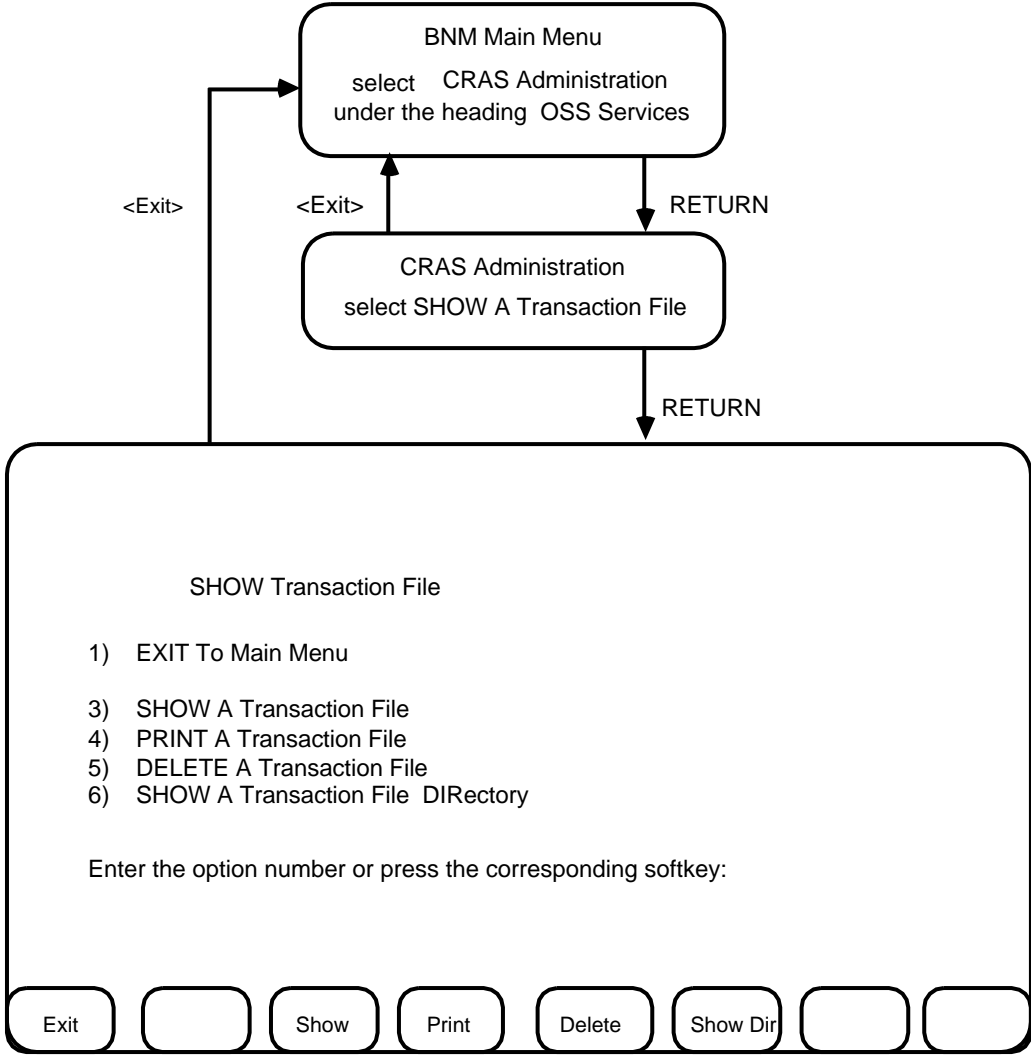 BNM Main Menu
select CRAS Administration
under the heading OSS Services
<Exit>
<Exit>
RETURN
CRAS Administration
select SHOW A Transaction File
RETURN
SHOW Transaction File
1) EXIT To Main Menu
3) SHOW A Transaction File
4) PRINT A Transaction File
5) DELETE A Transaction File
6) SHOW A Transaction File DIRectory
Enter the option number or press the corresponding softkey:
Exit Show Print Delete Show Dir